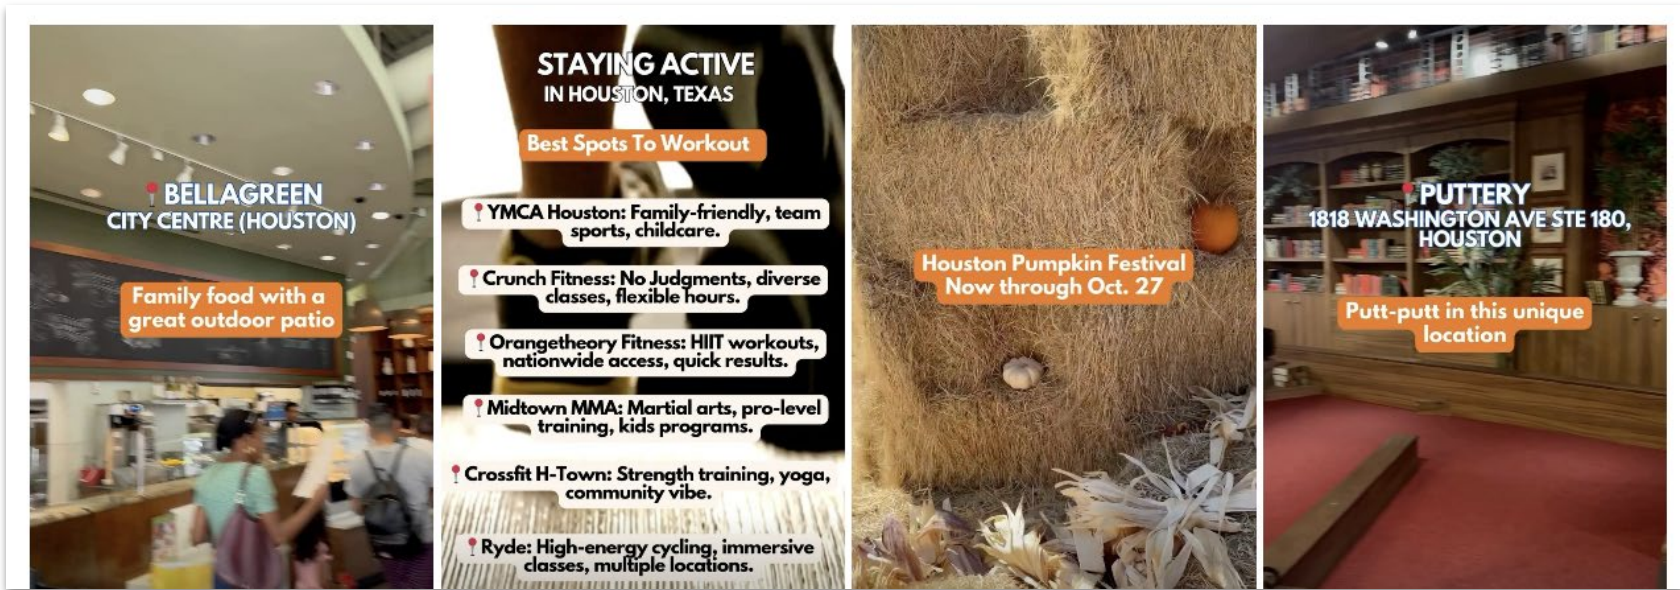 📍BELLAGREEN
CITY CENTRE (HOUSTON)
Family food with a
great outdoor patio
STAYING ACTIVE
IN HOUSTON, TEXAS
Best Spots To Workout
📍YMCA Houston: Family-friendly, team
sports, childcare.
📍Crunch Fitness: No Judgments, diverse
classes, flexible hours.
📍Orangetheory Fitness: HIIT workouts,
nationwide access, quick results.
📍Midtown MMA: Martial arts, pro-level
training, kids programs.
📍Crossfit H-Town: Strength training, yoga,
community vibe.
📍Ryde: High-energy cycling, immersive
classes, multiple locations.
Houston Pumpkin Festival
Now through Oct. 27
📍PUTTERY
1818 WASHINGTON AVE STE 180,
HOUSTON
Putt-putt in this unique
location